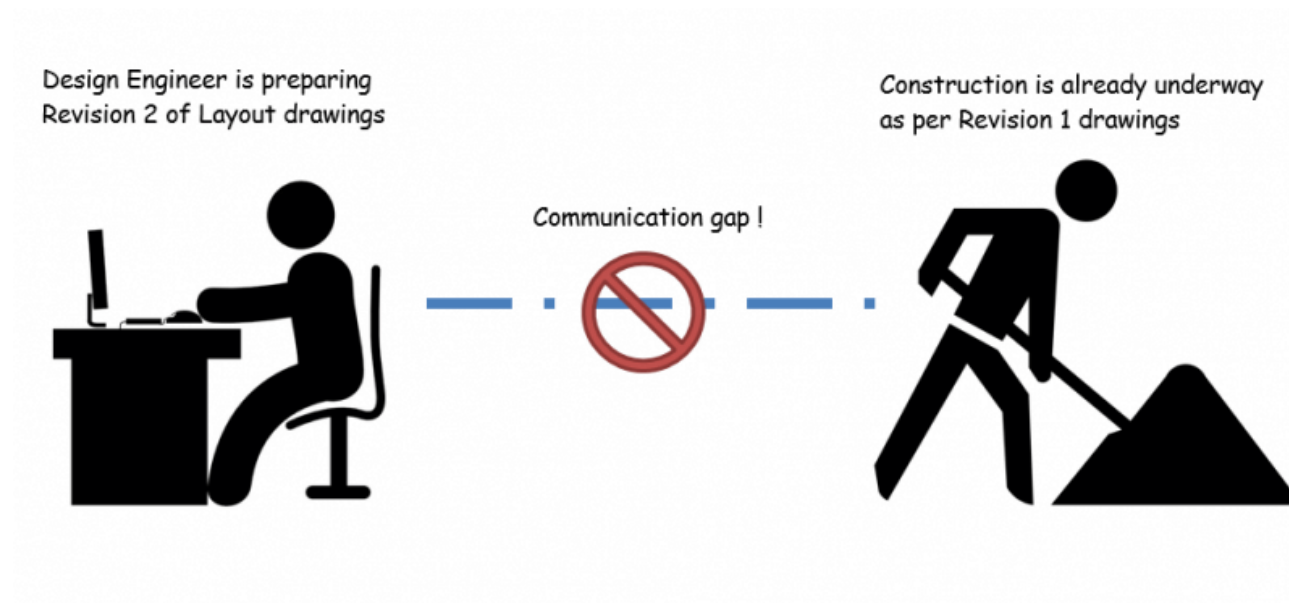 Design Engineer is preparing
Revision 2 of Layout drawings
Construction is already underway
as per Revision 1 drawings
Communication gap !